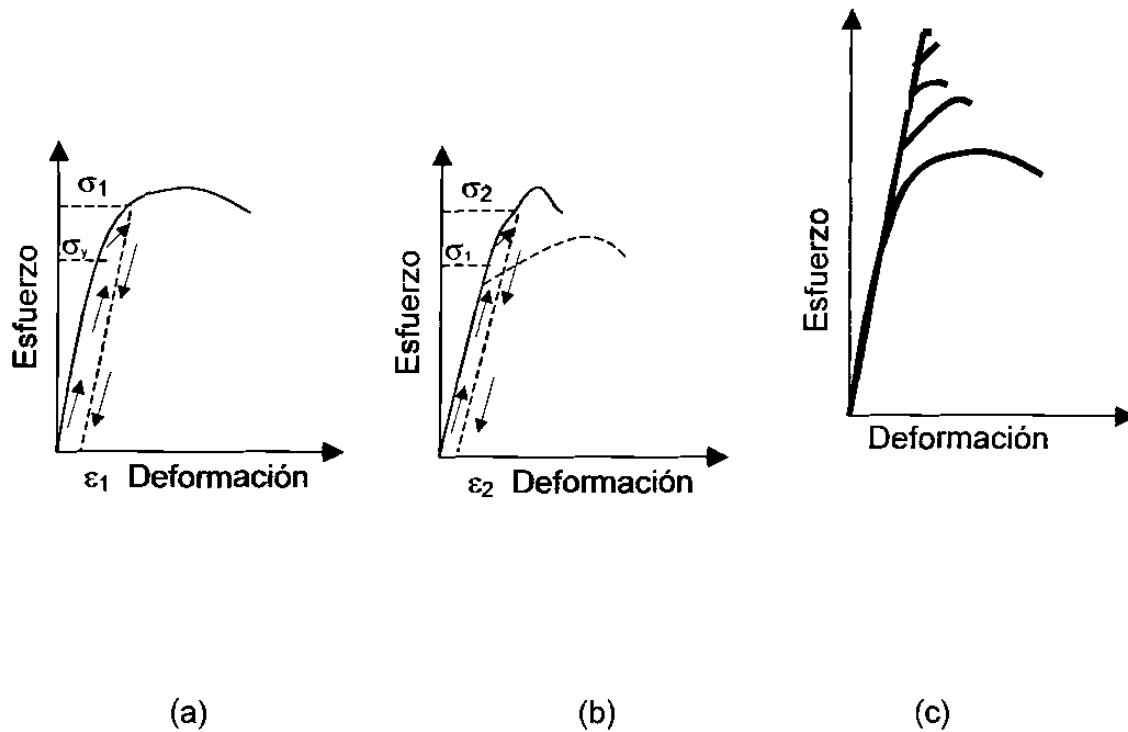 σ1
σy
Esfuerzo
ε1 Deformación
σ2
σ1
Esfuerzo
ε2 Deformación
Esfuerzo
Deformación
(a)
(b)
(c)